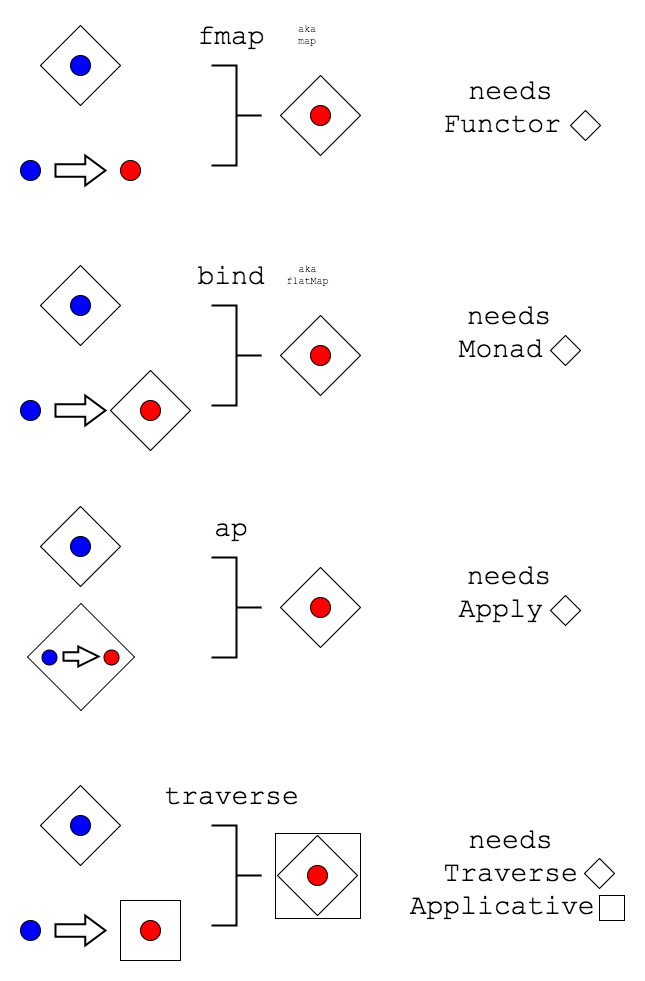 fmap
aka
map
needs
Functor
bind
aka
flatMap
needs
Monad
ap
needs
Apply
traverse
needs
Traverse
Applicative